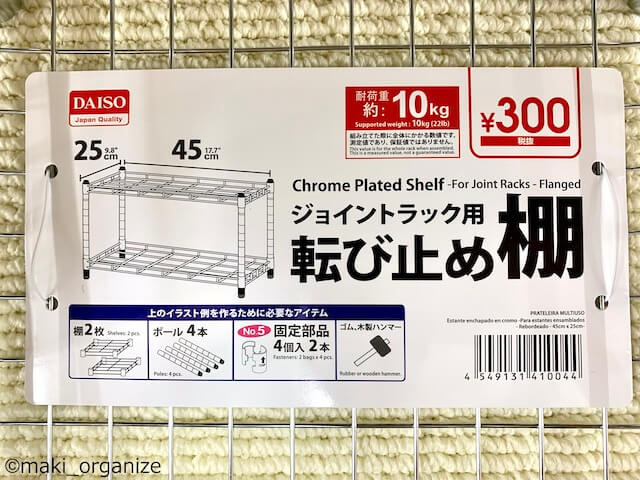 DAISO
Japan Quality
25 9.8"
cm
45 17.7"
cm
耐荷重
約:10kg
Supported weight : 10kg (22lb)
組み立てた際に全体にかかる数値です。
測定値であり、保証値ではありません。
This value is for the whole rack when assembled.
This is a measured value, not a guaranteed value.
¥300
税抜
Chrome Plated Shelf -For Joint Racks - Flanged
ジョイントラック用
転び止め棚
上のイラスト例を作るために必要なアイテム
棚2枚 Shelves: 2 pcs.
ポール4本
Poles: 4 pcs.
No.5 固定部品
4個入2本
Fasteners: 2 bags x 4 pcs.
ゴム、木製ハンマー
Rubber or wooden hammer.
PRATELEIRA MULTIUSO
Estante enchapado en cromo -Para estantes ensamblados
- Rebordeado - 45cm x 25cm-
4 549131 410044
©maki_organize